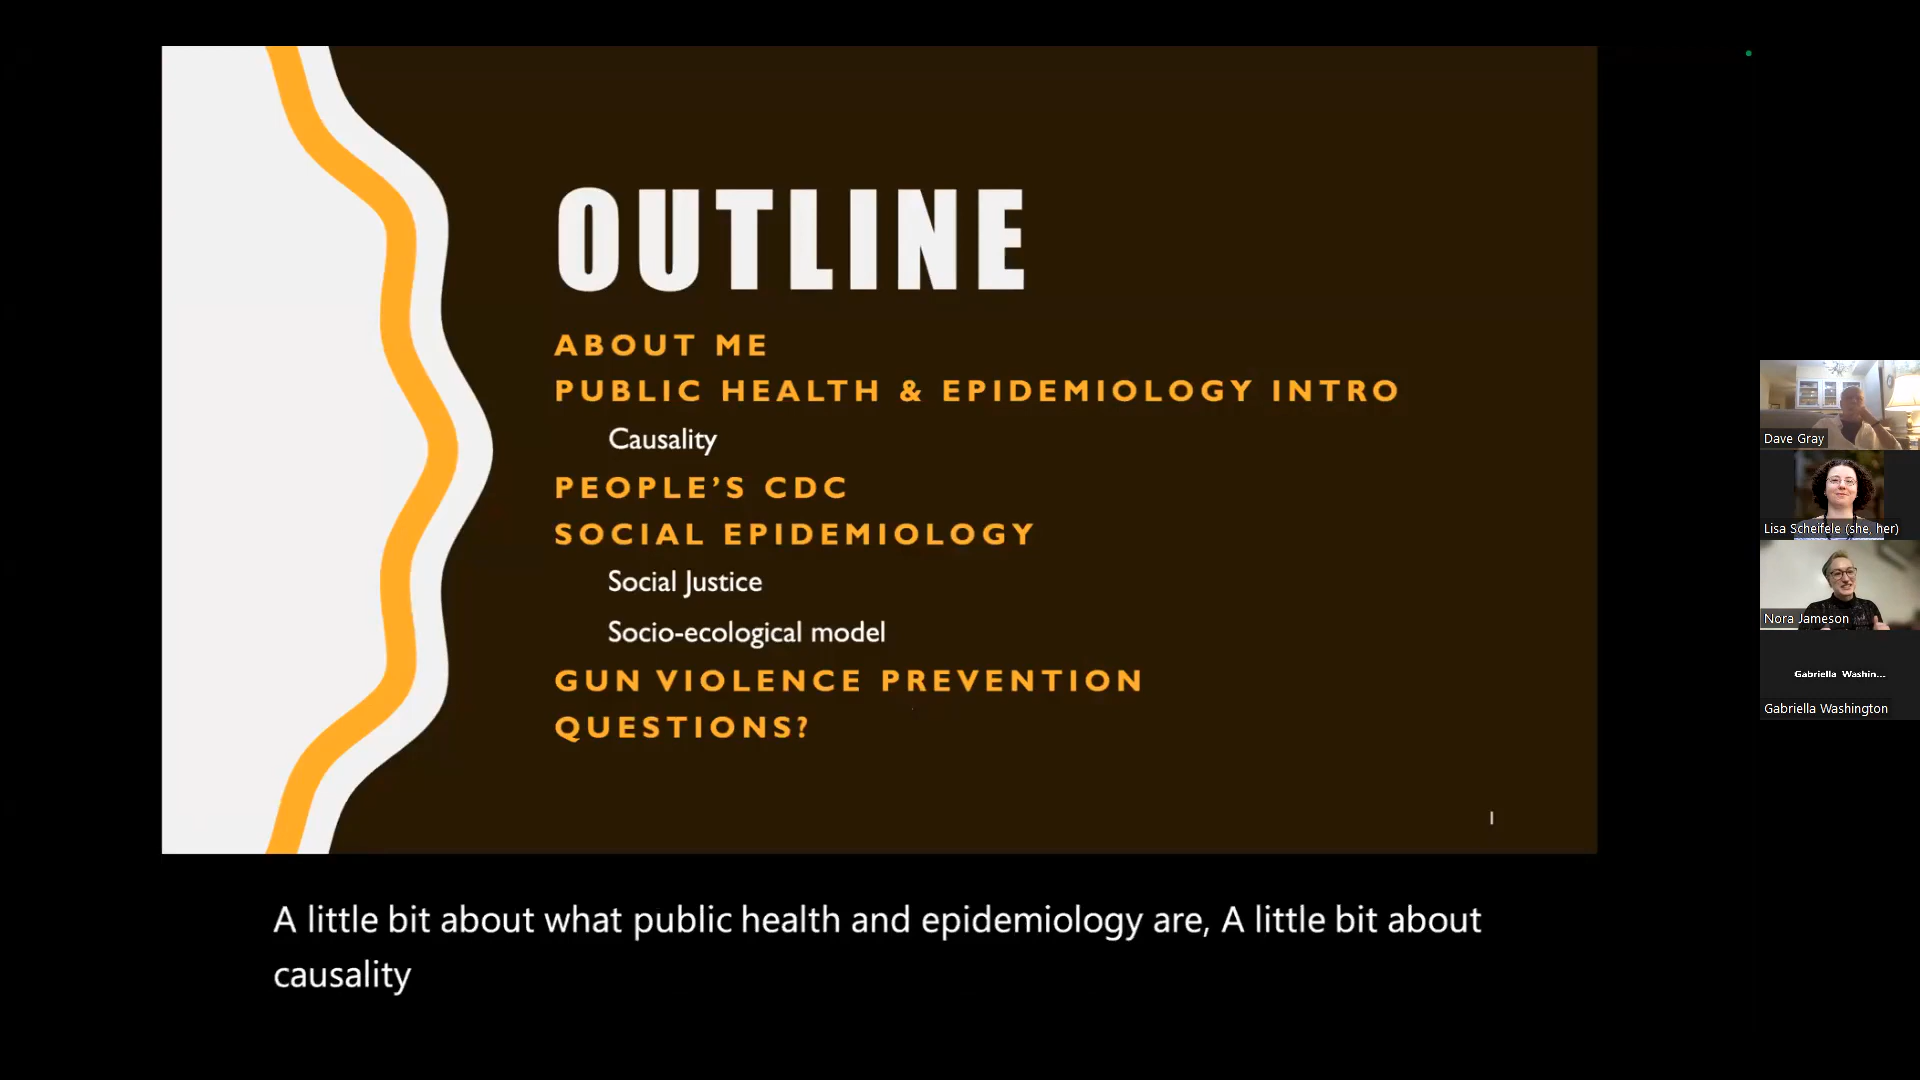 OUTLINE
ABOUT ME
PUBLIC HEALTH & EPIDEMIOLOGY INTRO
Causality
PEOPLE’S CDC
SOCIAL EPIDEMIOLOGY
Social Justice
Socio-ecological model
GUN VIOLENCE PREVENTION
QUESTIONS?
1
Dave Gray
Lisa Scheifele (she, her)
Nora Jameson
Gabriella Washin...
Gabriella Washington
A little bit about what public health and epidemiology are, A little bit about
causality